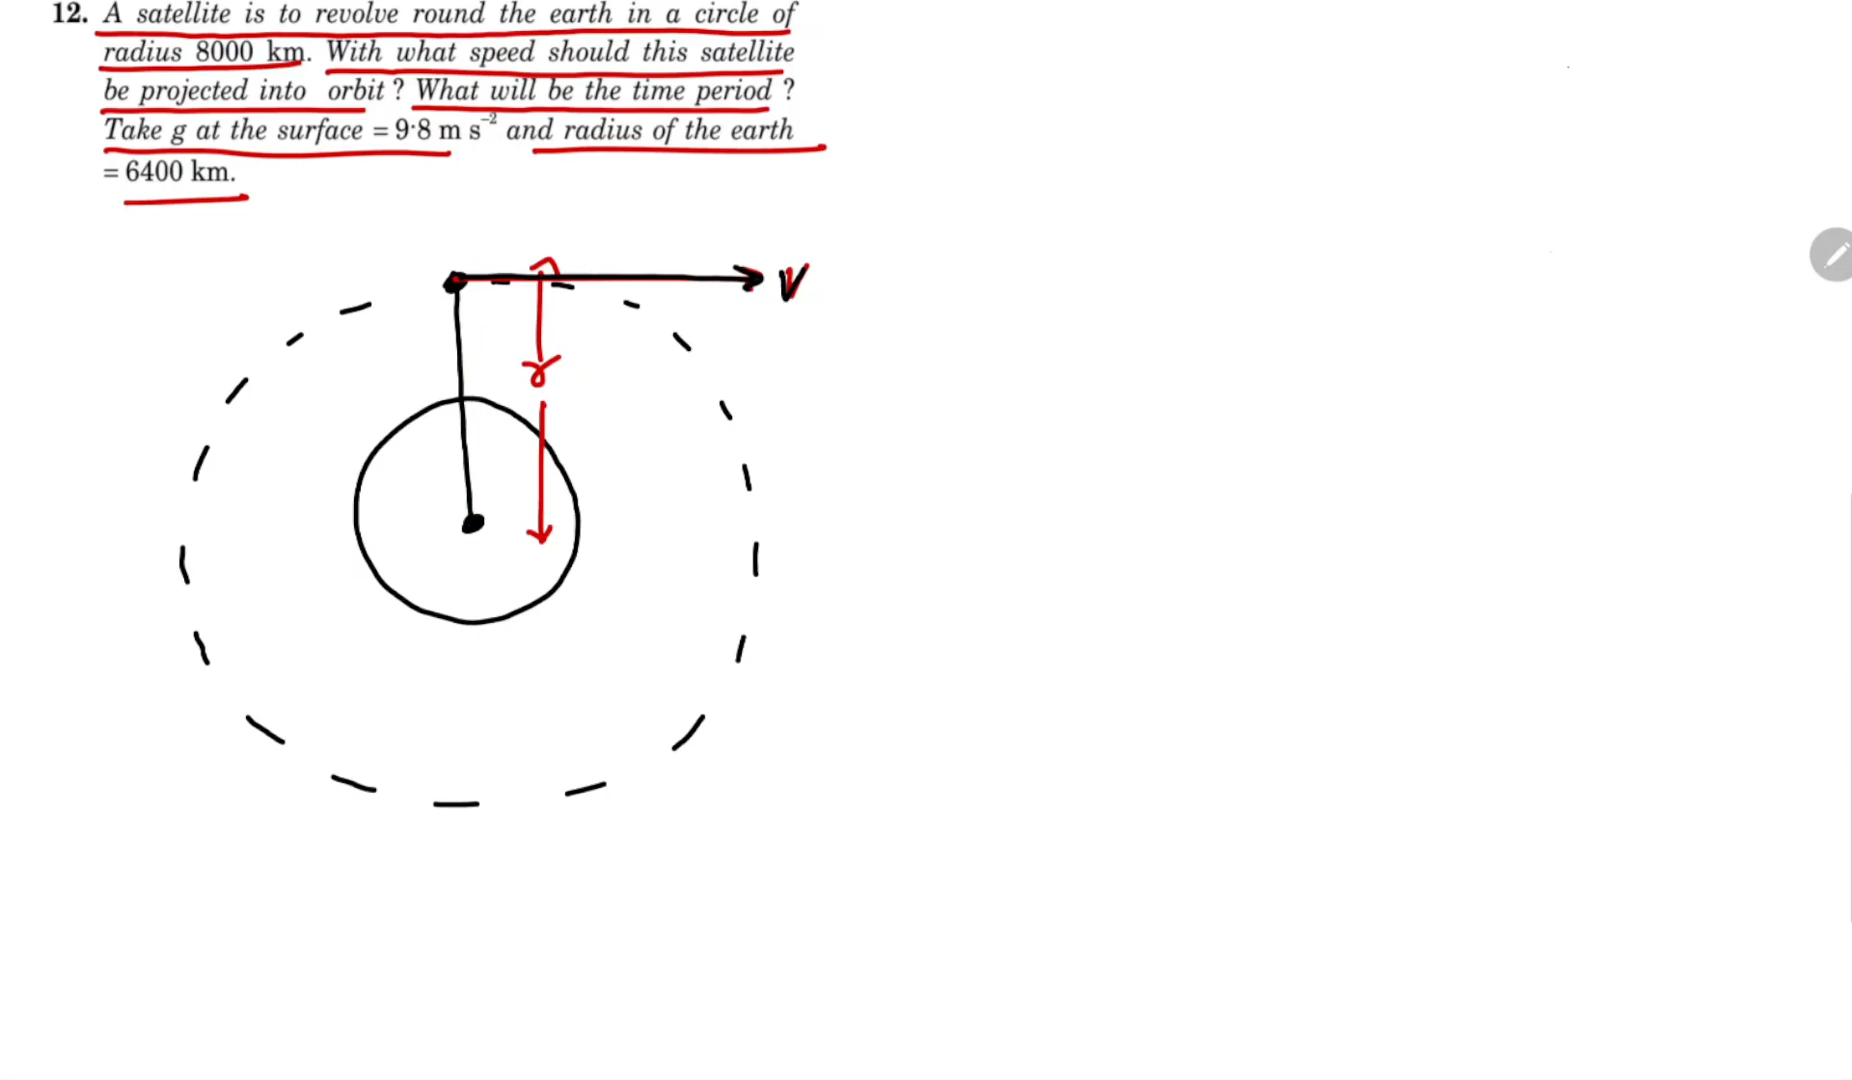 12. A satellite is to revolve round the earth in a circle of
radius 8000 km. With what speed should this satellite
be projected into orbit ? What will be the time period ?
Take g at the surface = 9·8 m s⁻² and radius of the earth
= 6400 km.
V
r